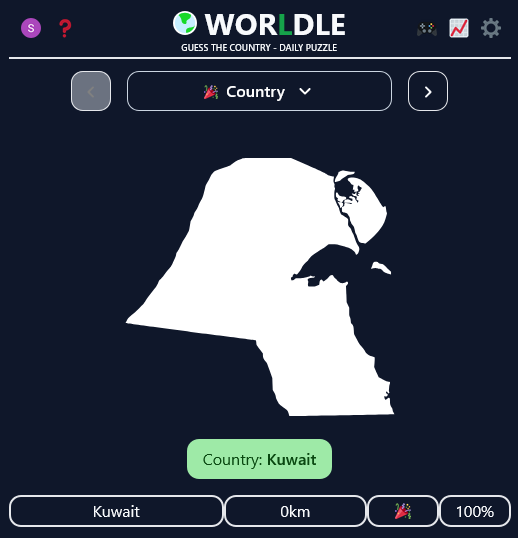 S
WORLDLE
GUESS THE COUNTRY - DAILY PUZZLE
Country
Country: Kuwait
Kuwait 0km 100%